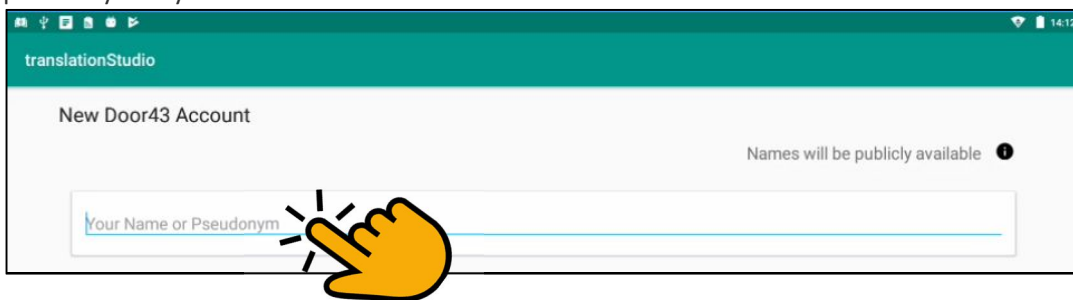 14:12
translationStudio
New Door43 Account
Names will be publicly available
Your Name or Pseudonym